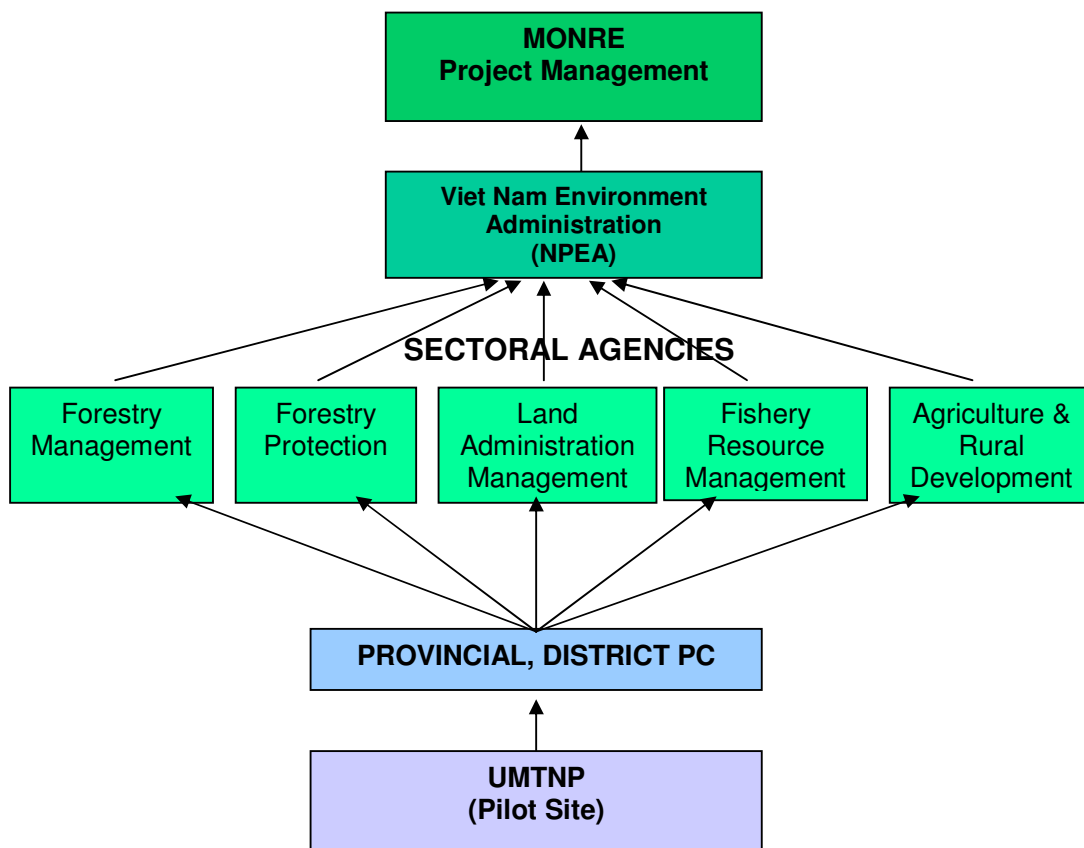 MONRE
Project Management
Viet Nam Environment
Administration
(NPEA)
SECTORAL AGENCIES
Forestry
Management
Forestry
Protection
Land
Administration
Management
Fishery
Resource
Management
Agriculture &
Rural
Development
PROVINCIAL, DISTRICT PC
UMTNP
(Pilot Site)